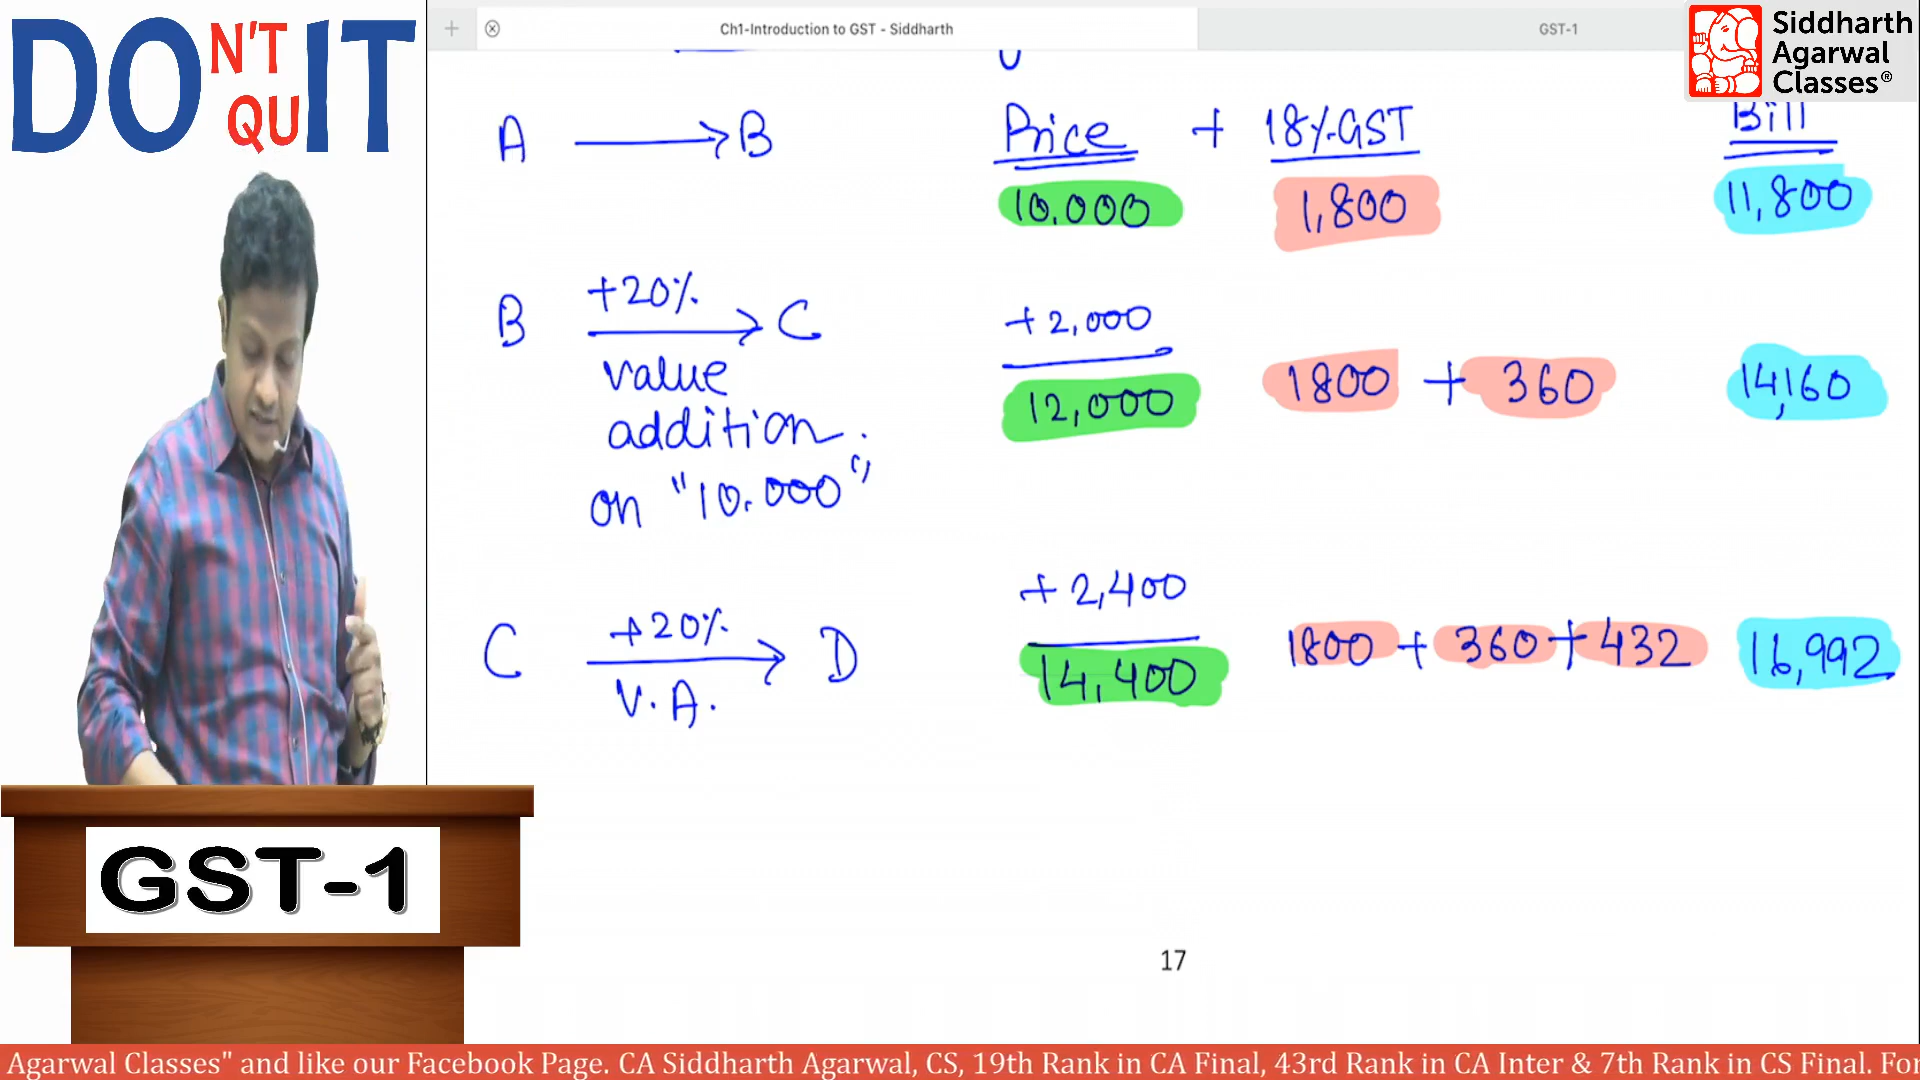 DON'T QUIT
Ch1-Introduction to GST - Siddharth
GST-1
Siddharth
Agarwal
Classes®
A → B Price + 18% GST Bill
10,000 1,800 11,800
B +20% → C +2,000
value
12,000 1800 + 360 14,160
addition.
on "10,000"
+2,400
C +20% → D 14,400 1800 + 360 + 432 16,992
V.A.
GST-1
17
Agarwal Classes" and like our Facebook Page. CA Siddharth Agarwal, CS, 19th Rank in CA Final, 43rd Rank in CA Inter & 7th Rank in CS Final. For